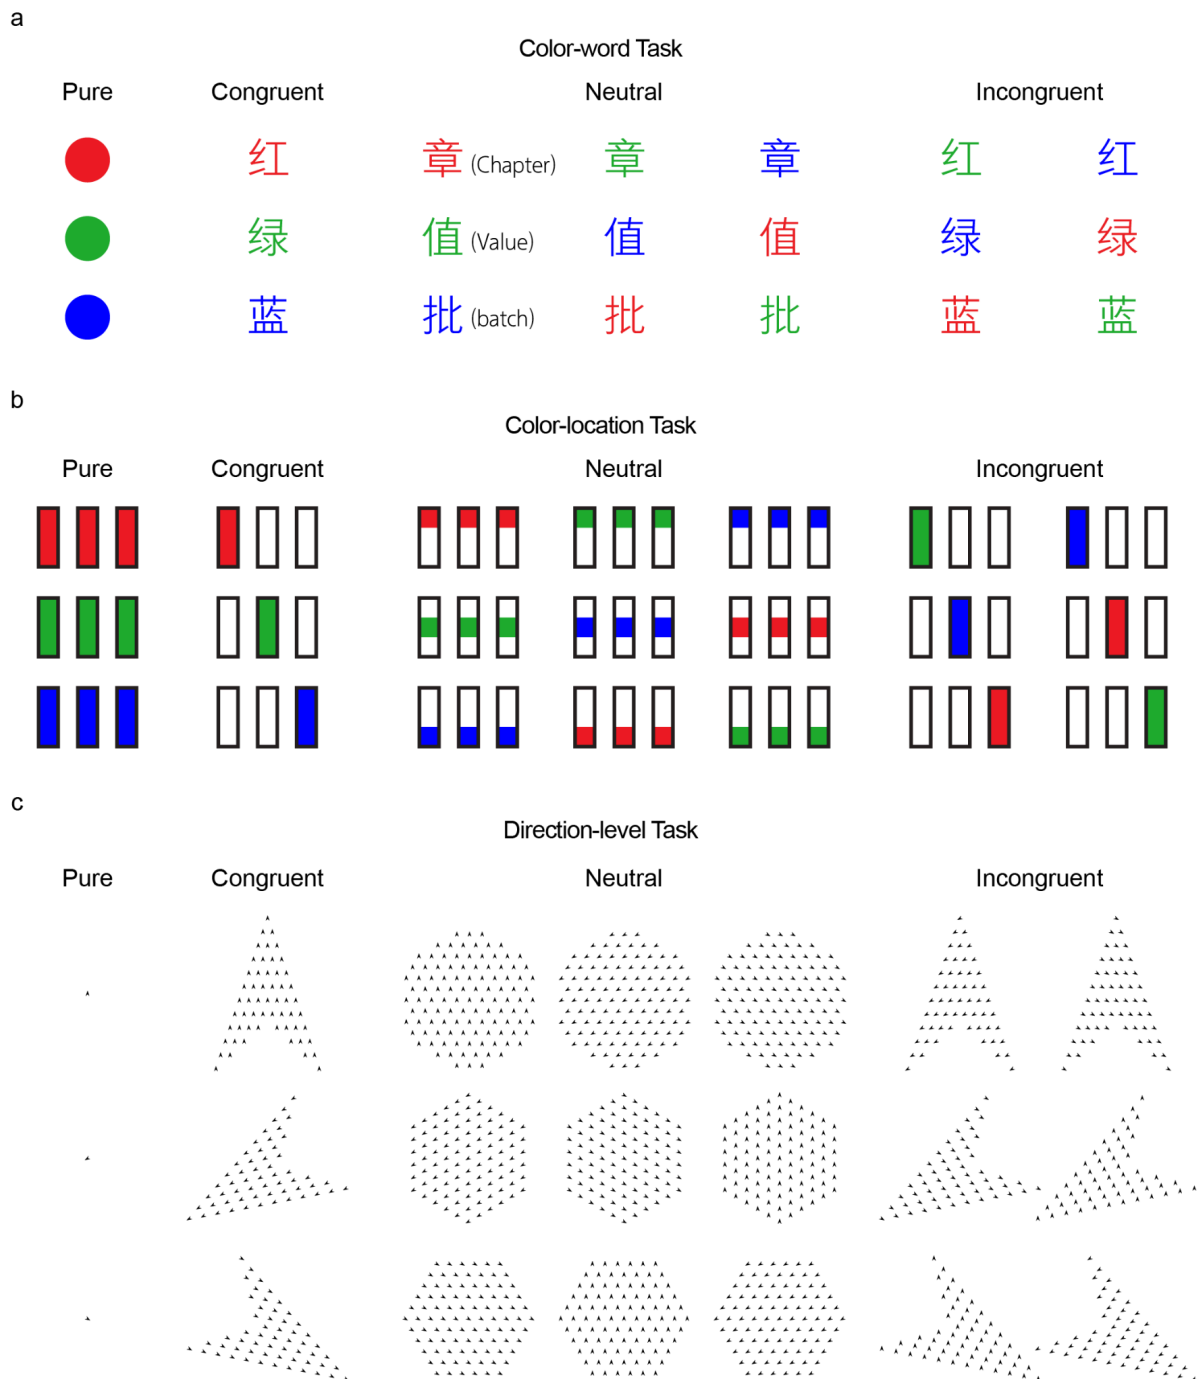 a
Color-word Task
Pure Congruent Neutral Incongruent
红 章 (Chapter) 章 章 红 红
绿 值 (Value) 值 值 绿 绿
蓝 批 (batch) 批 批 蓝 蓝
b
Color-location Task
Pure Congruent Neutral Incongruent
c
Direction-level Task
Pure Congruent Neutral Incongruent